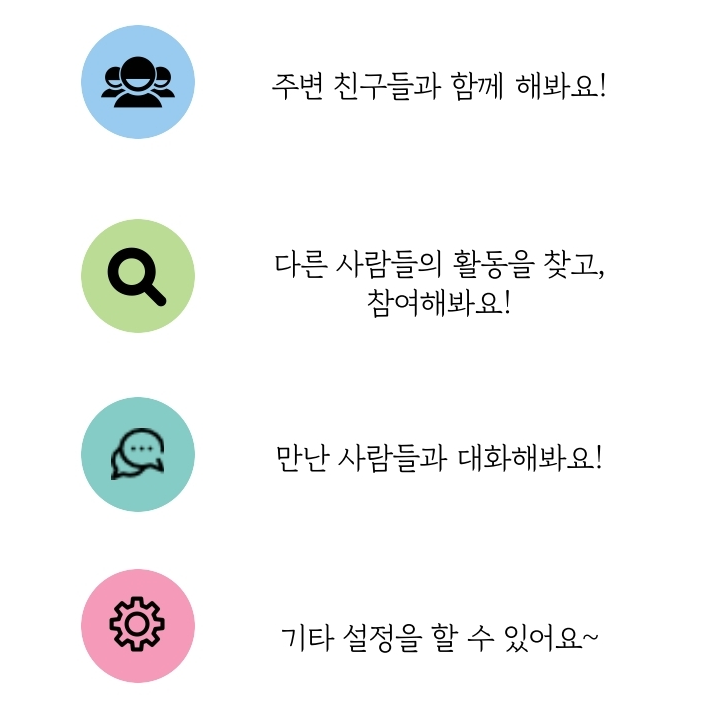 주변 친구들과 함께 해봐요!
다른 사람들의 활동을 찾고,
참여해봐요!
만난 사람들과 대화해봐요!
기타 설정을 할 수 있어요~